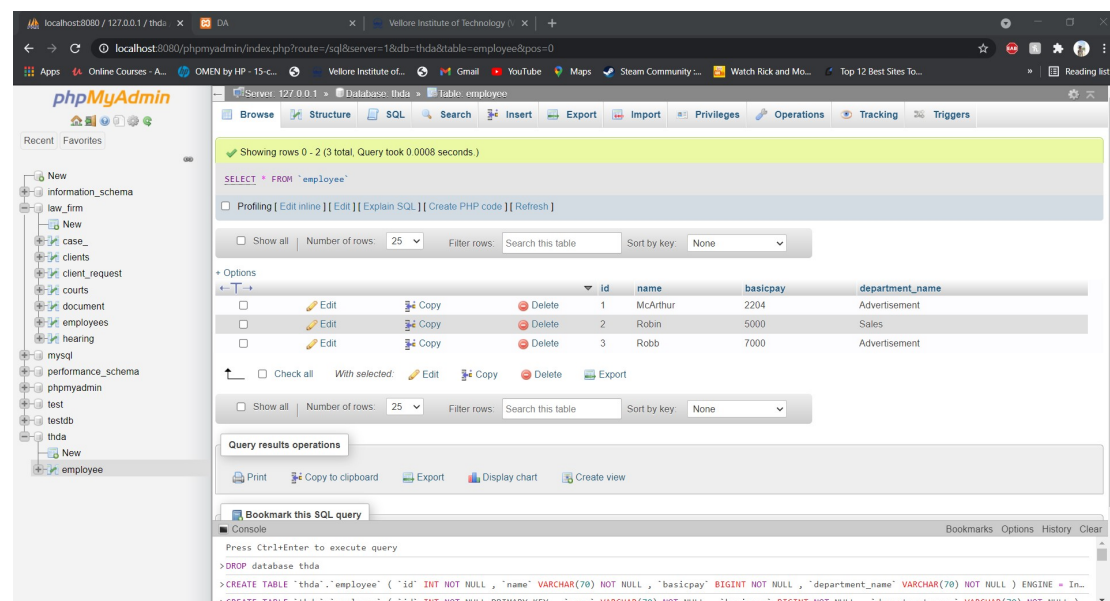 localhost:8080 / 127.0.0.1 / thda
DA
Vellore Institute of Technology (V
localhost:8080/phpmyadmin/index.php?route=/sql&server=1&db=thda&table=employee&pos=0
Apps
Online Courses - A...
OMEN by HP - 15-c...
Vellore Institute of...
Gmail
YouTube
Maps
Steam Community :...
Watch Rick and Mo...
Top 12 Best Sites To...
»
Reading list
phpMyAdmin
Recent Favorites
New
information_schema
law_firm
New
case_
clients
client_request
courts
document
employees
hearing
mysql
performance_schema
phpmyadmin
test
testdb
thda
New
employee
Server: 127.0.0.1 » Database: thda » Table: employee
Browse Structure SQL Search Insert Export Import Privileges Operations Tracking Triggers
Showing rows 0 - 2 (3 total, Query took 0.0008 seconds.)
SELECT * FROM `employee`
Profiling [ Edit inline ] [ Edit ] [ Explain SQL ] [ Create PHP code ] [ Refresh ]
Show all | Number of rows: 25 Filter rows: Search this table Sort by key: None
+ Options
←T→ id name basicpay department_name
Edit Copy Delete 1 McArthur 2204 Advertisement
Edit Copy Delete 2 Robin 5000 Sales
Edit Copy Delete 3 Robb 7000 Advertisement
Check all With selected: Edit Copy Delete Export
Show all | Number of rows: 25 Filter rows: Search this table Sort by key: None
Query results operations
Print Copy to clipboard Export Display chart Create view
Bookmark this SQL query
Console Bookmarks Options History Clear
Press Ctrl+Enter to execute query
>DROP database thda
>CREATE TABLE `thda`.`employee` ( `id` INT NOT NULL , `name` VARCHAR(70) NOT NULL , `basicpay` BIGINT NOT NULL , `department_name` VARCHAR(70) NOT NULL ) ENGINE = In…